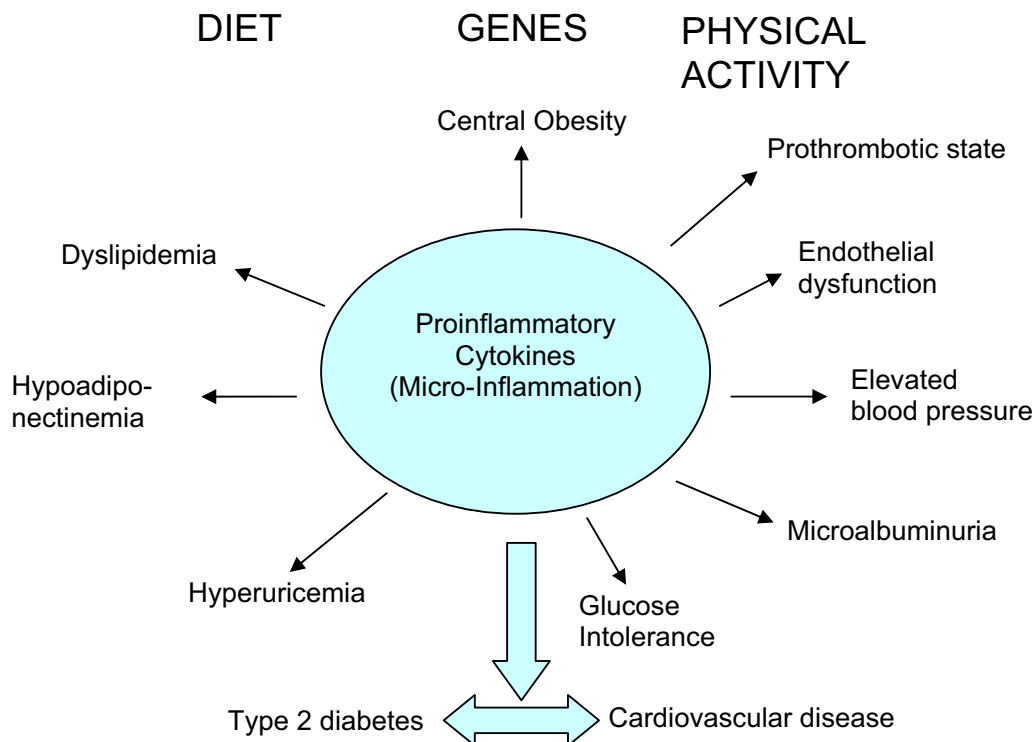 DIET
GENES
PHYSICAL
ACTIVITY
Central Obesity
Prothrombotic state
Dyslipidemia
Endothelial
dysfunction
Proinflammatory
Cytokines
(Micro-Inflammation)
Hypoadipo-
nectinemia
Elevated
blood pressure
Microalbuminuria
Hyperuricemia
Glucose
Intolerance
Type 2 diabetes
Cardiovascular disease